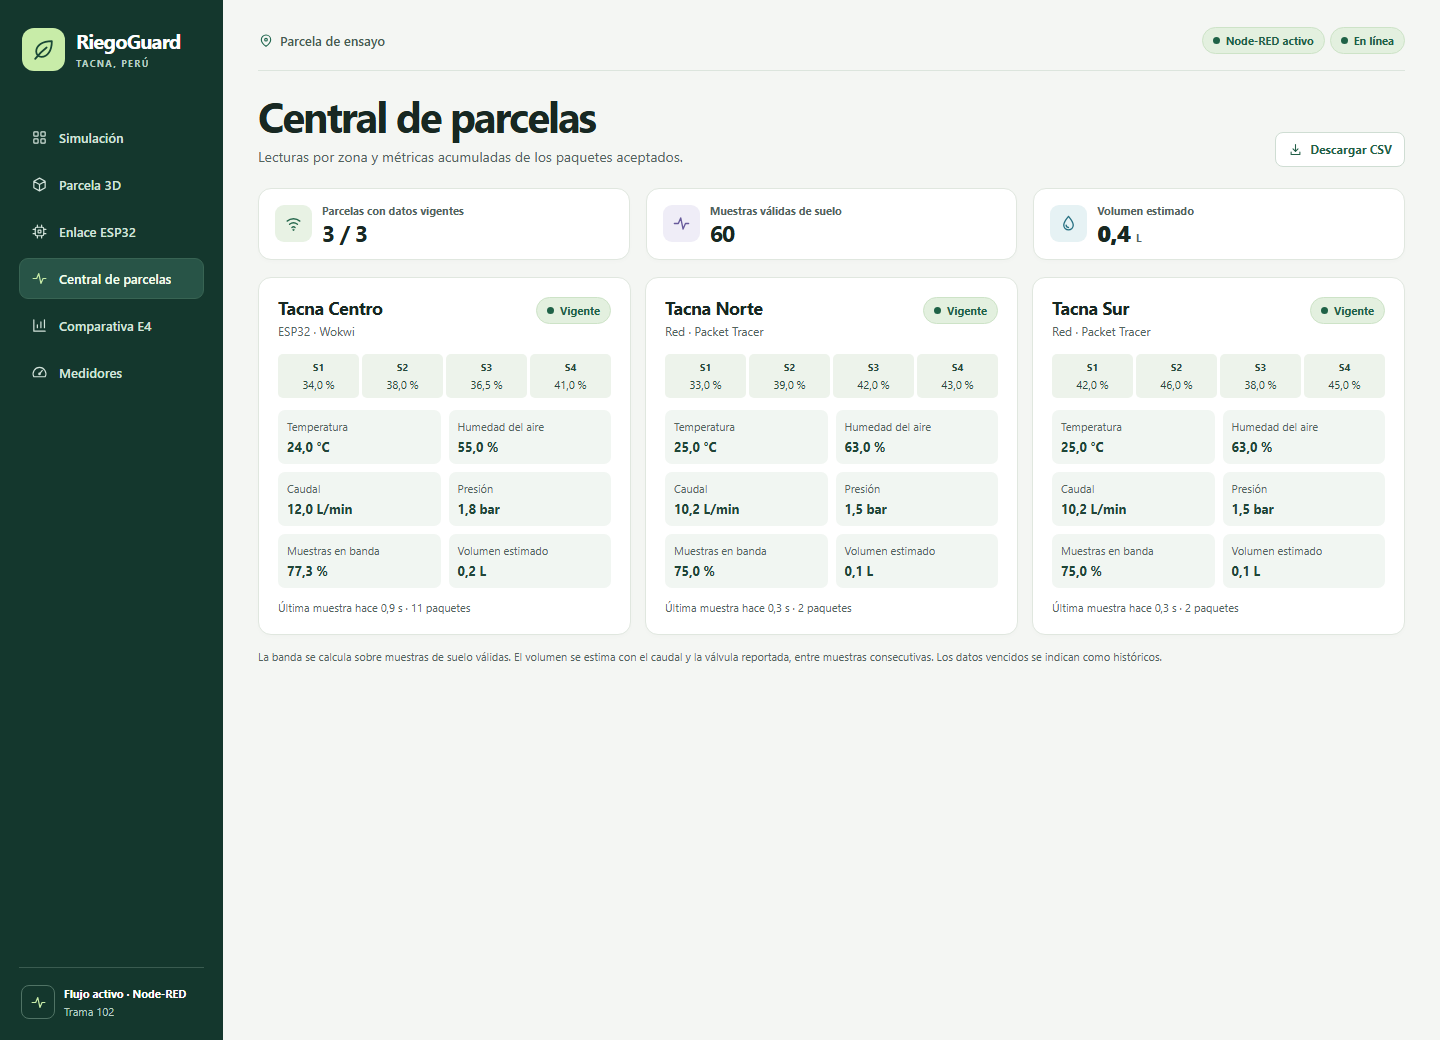 RiegoGuard
TACNA, PERÚ
Simulación
Parcela 3D
Enlace ESP32
Central de parcelas
Comparativa E4
Medidores
Flujo activo · Node-RED
Trama 102
Parcela de ensayo
Node-RED activo
En línea
Central de parcelas
Lecturas por zona y métricas acumuladas de los paquetes aceptados.
Descargar CSV
Parcelas con datos vigentes
3 / 3
Muestras válidas de suelo
60
Volumen estimado
0,4 L
Tacna Centro
Vigente
ESP32 · Wokwi
S1 S2 S3 S4
34,0 % 38,0 % 36,5 % 41,0 %
Temperatura Humedad del aire
24,0 °C 55,0 %
Caudal Presión
12,0 L/min 1,8 bar
Muestras en banda Volumen estimado
77,3 % 0,2 L
Última muestra hace 0,9 s · 11 paquetes
Tacna Norte
Vigente
Red · Packet Tracer
S1 S2 S3 S4
33,0 % 39,0 % 42,0 % 43,0 %
Temperatura Humedad del aire
25,0 °C 63,0 %
Caudal Presión
10,2 L/min 1,5 bar
Muestras en banda Volumen estimado
75,0 % 0,1 L
Última muestra hace 0,3 s · 2 paquetes
Tacna Sur
Vigente
Red · Packet Tracer
S1 S2 S3 S4
42,0 % 46,0 % 38,0 % 45,0 %
Temperatura Humedad del aire
25,0 °C 63,0 %
Caudal Presión
10,2 L/min 1,5 bar
Muestras en banda Volumen estimado
75,0 % 0,1 L
Última muestra hace 0,3 s · 2 paquetes
La banda se calcula sobre muestras de suelo válidas. El volumen se estima con el caudal y la válvula reportada, entre muestras consecutivas. Los datos vencidos se indican como históricos.